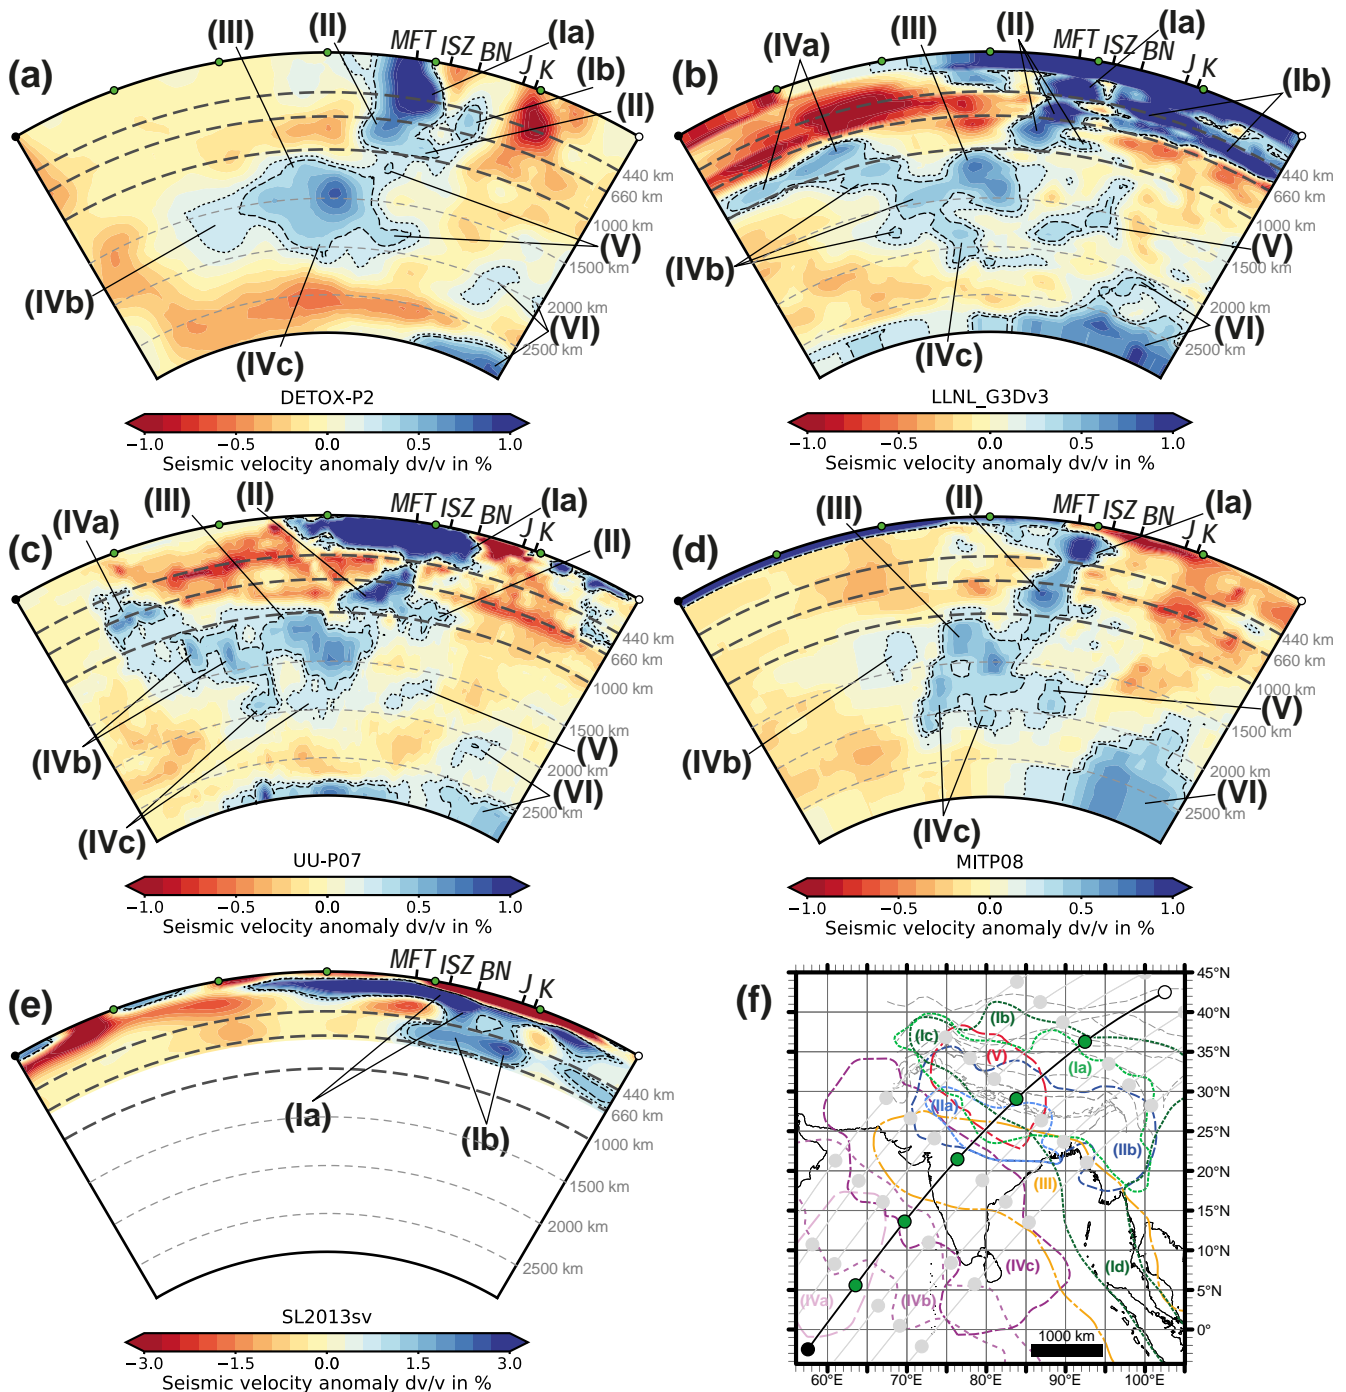 (a)
(III)
(II)
MFT
ISZ
BN
J
K
(Ia)
(Ib)
(II)
440 km
660 km
1000 km
1500 km
2000 km
2500 km
(V)
(VI)
(IVb)
(IVc)
DETOX-P2
−1.0 −0.5 0.0 0.5 1.0
Seismic velocity anomaly dv/v in %
(b)
(IVa)
(III)
(II)
MFT
ISZ
BN
J
K
(Ia)
(Ib)
440 km
660 km
1000 km
1500 km
2000 km
2500 km
(V)
(VI)
(IVb)
(IVc)
LLNL_G3Dv3
−1.0 −0.5 0.0 0.5 1.0
Seismic velocity anomaly dv/v in %
(c)
(IVa)
(III)
(II)
MFT
ISZ
BN
J
K
(Ia)
(II)
440 km
660 km
1000 km
1500 km
2000 km
2500 km
(V)
(VI)
(IVb)
(IVc)
UU-P07
−1.0 −0.5 0.0 0.5 1.0
Seismic velocity anomaly dv/v in %
(d)
(III)
(II)
MFT
ISZ
BN
J
K
(Ia)
440 km
660 km
1000 km
1500 km
2000 km
2500 km
(V)
(VI)
(IVb)
(IVc)
MITP08
−1.0 −0.5 0.0 0.5 1.0
Seismic velocity anomaly dv/v in %
(e)
MFT
ISZ
BN
J
K
(Ia)
(Ib)
440 km
660 km
1000 km
1500 km
2000 km
2500 km
SL2013sv
−3.0 −1.5 0.0 1.5 3.0
Seismic velocity anomaly dv/v in %
(f)
45°N
40°N
35°N
30°N
25°N
20°N
15°N
10°N
5°N
0°
(Ib)
(Ic)
(V)
(Ia)
(IIa)
(IIb)
(III)
(IVc)
(Id)
(IVa)
(IVb)
1000 km
60°E 70°E 80°E 90°E 100°E